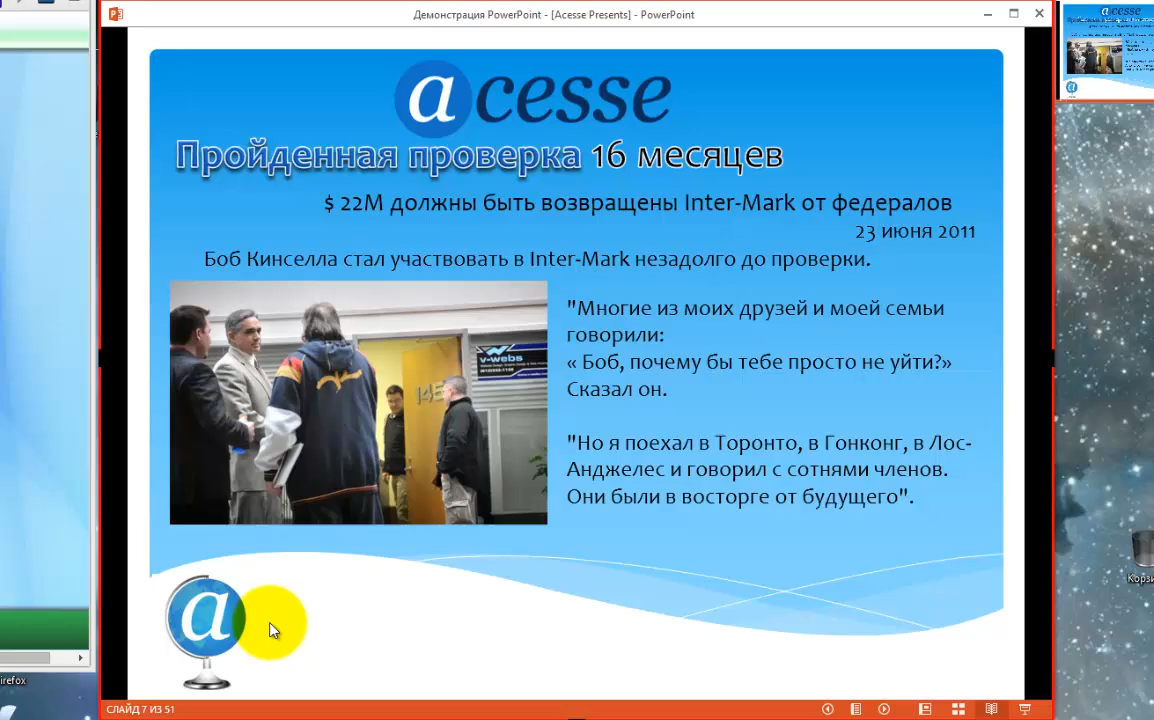 Демонстрация PowerPoint - [Acesse Presents] - PowerPoint
acesse
Пройденная проверка 16 месяцев
$ 22M должны быть возвращены Inter-Mark от федералов
23 июня 2011
Боб Кинселла стал участвовать в Inter-Mark незадолго до проверки.
"Многие из моих друзей и моей семьи
говорили:
« Боб, почему бы тебе просто не уйти?»
Сказал он.
"Но я поехал в Торонто, в Гонконг, в Лос-
Анджелес и говорил с сотнями членов.
Они были в восторге от будущего".
v-webs
145
a
СЛАЙД 7 ИЗ 51
irefox
Корзи